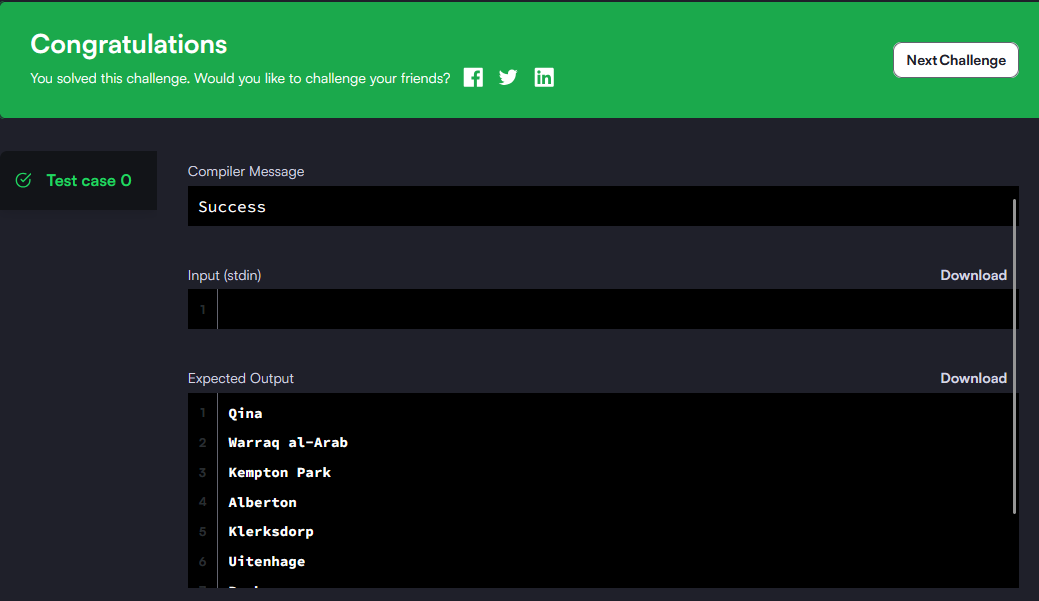 Congratulations
You solved this challenge. Would you like to challenge your friends?
Next Challenge
Test case 0
Compiler Message
Success
Input (stdin)
Download
1
Expected Output
Download
1 Qina
2 Warraq al-Arab
3 Kempton Park
4 Alberton
5 Klerksdorp
6 Uitenhage